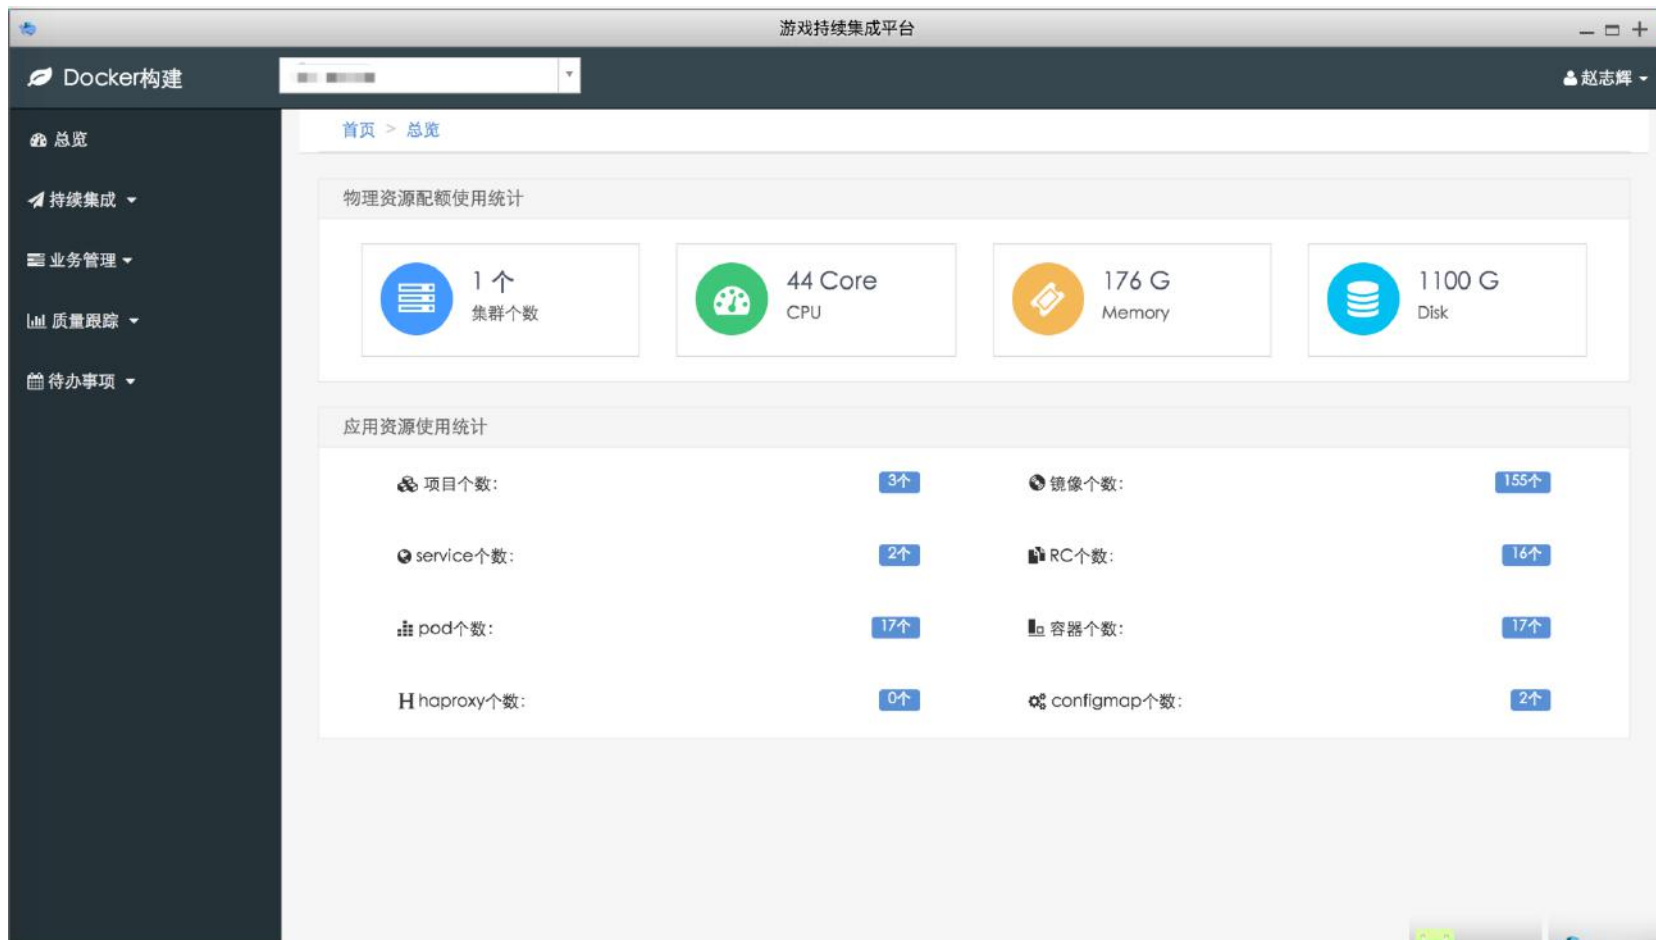 游戏持续集成平台
Docker构建
赵志辉
总览
持续集成
业务管理
质量跟踪
待办事项
首页 > 总览
物理资源配额使用统计
1 个
集群个数
44 Core
CPU
176 G
Memory
1100 G
Disk
应用资源使用统计
项目个数: 3个
镜像个数: 155个
service个数: 2个
RC个数: 16个
pod个数: 17个
容器个数: 17个
haproxy个数: 0个
configmap个数: 2个